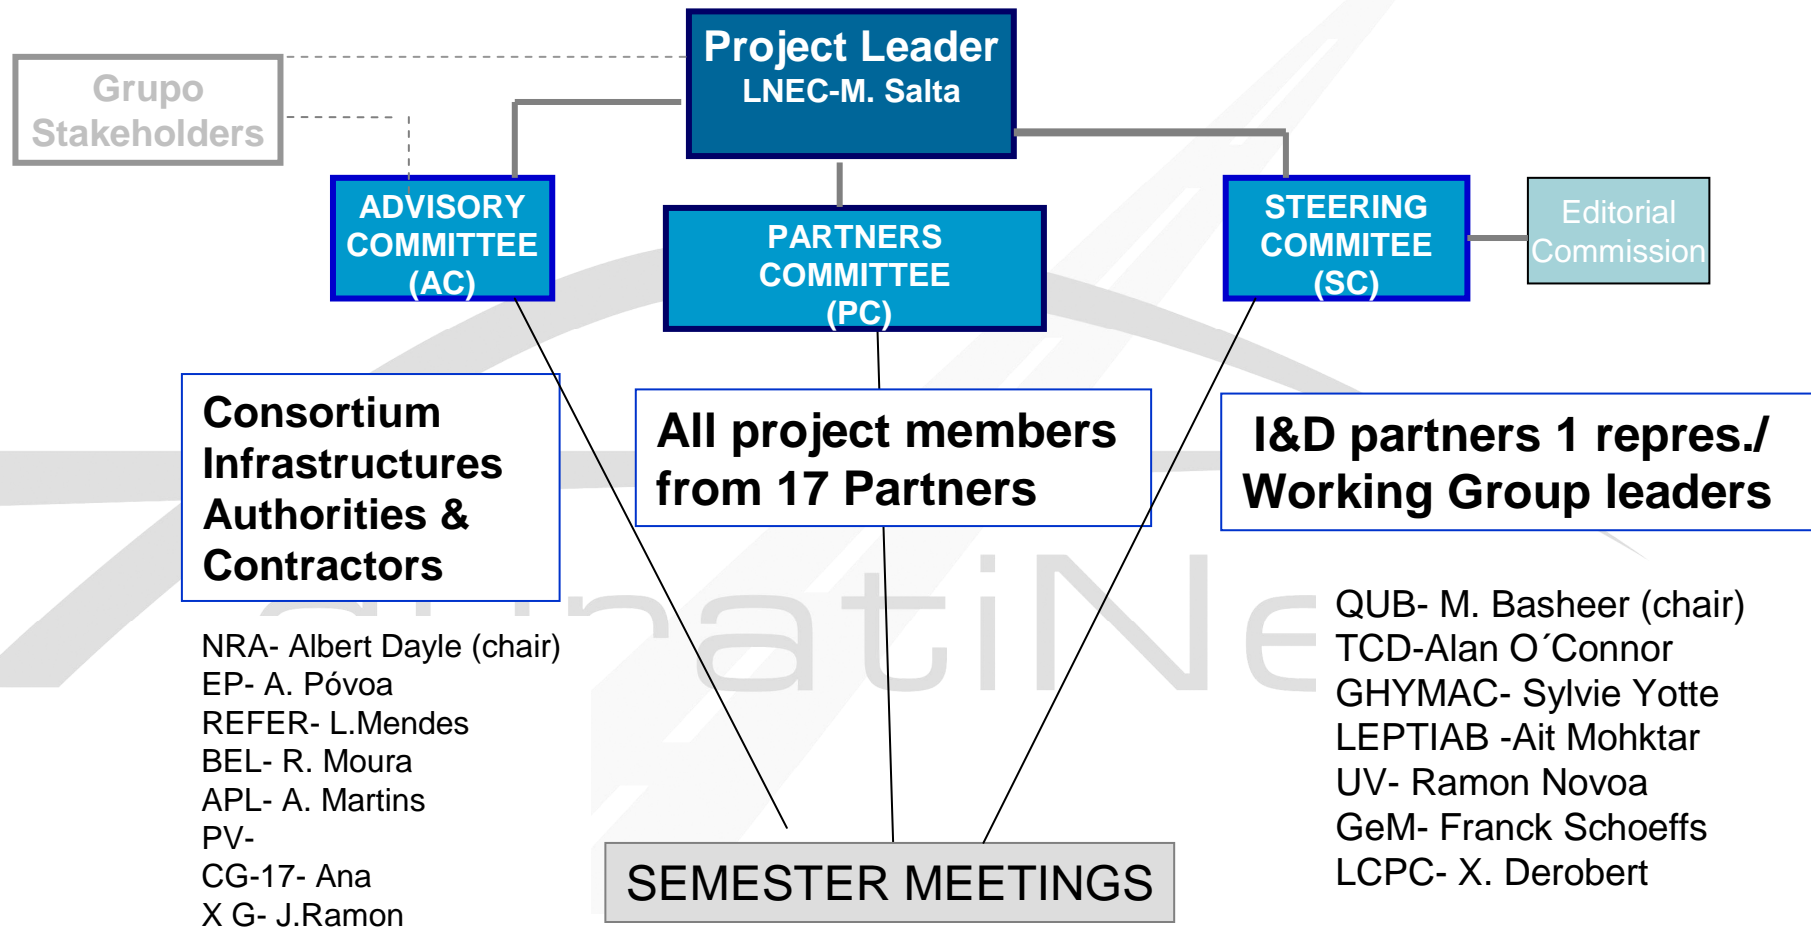 Project Leader
LNEC-M. Salta
Grupo
Stakeholders
ADVISORY
COMMITTEE
(AC)
PARTNERS
COMMITTEE
(PC)
STEERING
COMMITEE
(SC)
Editorial
Commission
Consortium
Infrastructures
Authorities &
Contractors
All project members
from 17 Partners
I&D partners 1 repres./
Working Group leaders
NRA- Albert Dayle (chair)
EP- A. Póvoa
REFER- L.Mendes
BEL- R. Moura
APL- A. Martins
PV-
CG-17- Ana
X G- J.Ramon
QUB- M. Basheer (chair)
TCD-Alan O´Connor
GHYMAC- Sylvie Yotte
LEPTIAB -Ait Mohktar
UV- Ramon Novoa
GeM- Franck Schoeffs
LCPC- X. Derobert
SEMESTER MEETINGS